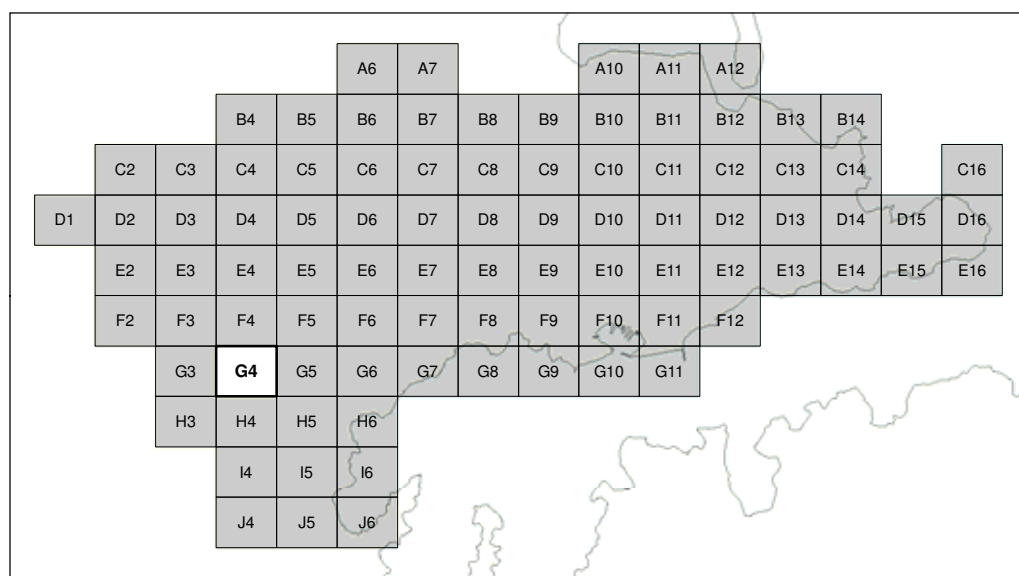 A6 A7 A10 A11 A12
B4 B5 B6 B7 B8 B9 B10 B11 B12 B13 B14
C2 C3 C4 C5 C6 C7 C8 C9 C10 C11 C12 C13 C14 C16
D1 D2 D3 D4 D5 D6 D7 D8 D9 D10 D11 D12 D13 D14 D15 D16
E2 E3 E4 E5 E6 E7 E8 E9 E10 E11 E12 E13 E14 E15 E16
F2 F3 F4 F5 F6 F7 F8 F9 F10 F11 F12
G3 G4 G5 G6 G7 G8 G9 G10 G11
H3 H4 H5 H6
I4 I5 I6
J4 J5 J6